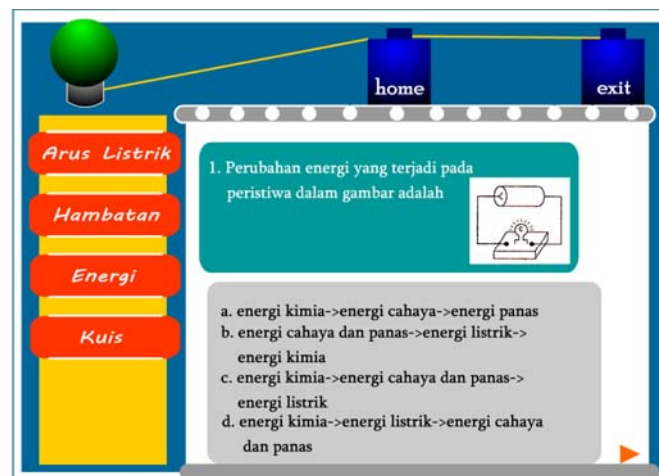 home
exit
Arus Listrik
Hambatan
Energi
Kuis
1. Perubahan energi yang terjadi pada
peristiwa dalam gambar adalah
a. energi kimia->energi cahaya->energi panas
b. energi cahaya dan panas->energi listrik->
energi kimia
c. energi kimia->energi cahaya dan panas->
energi listrik
d. energi kimia->energi listrik->energi cahaya
dan panas